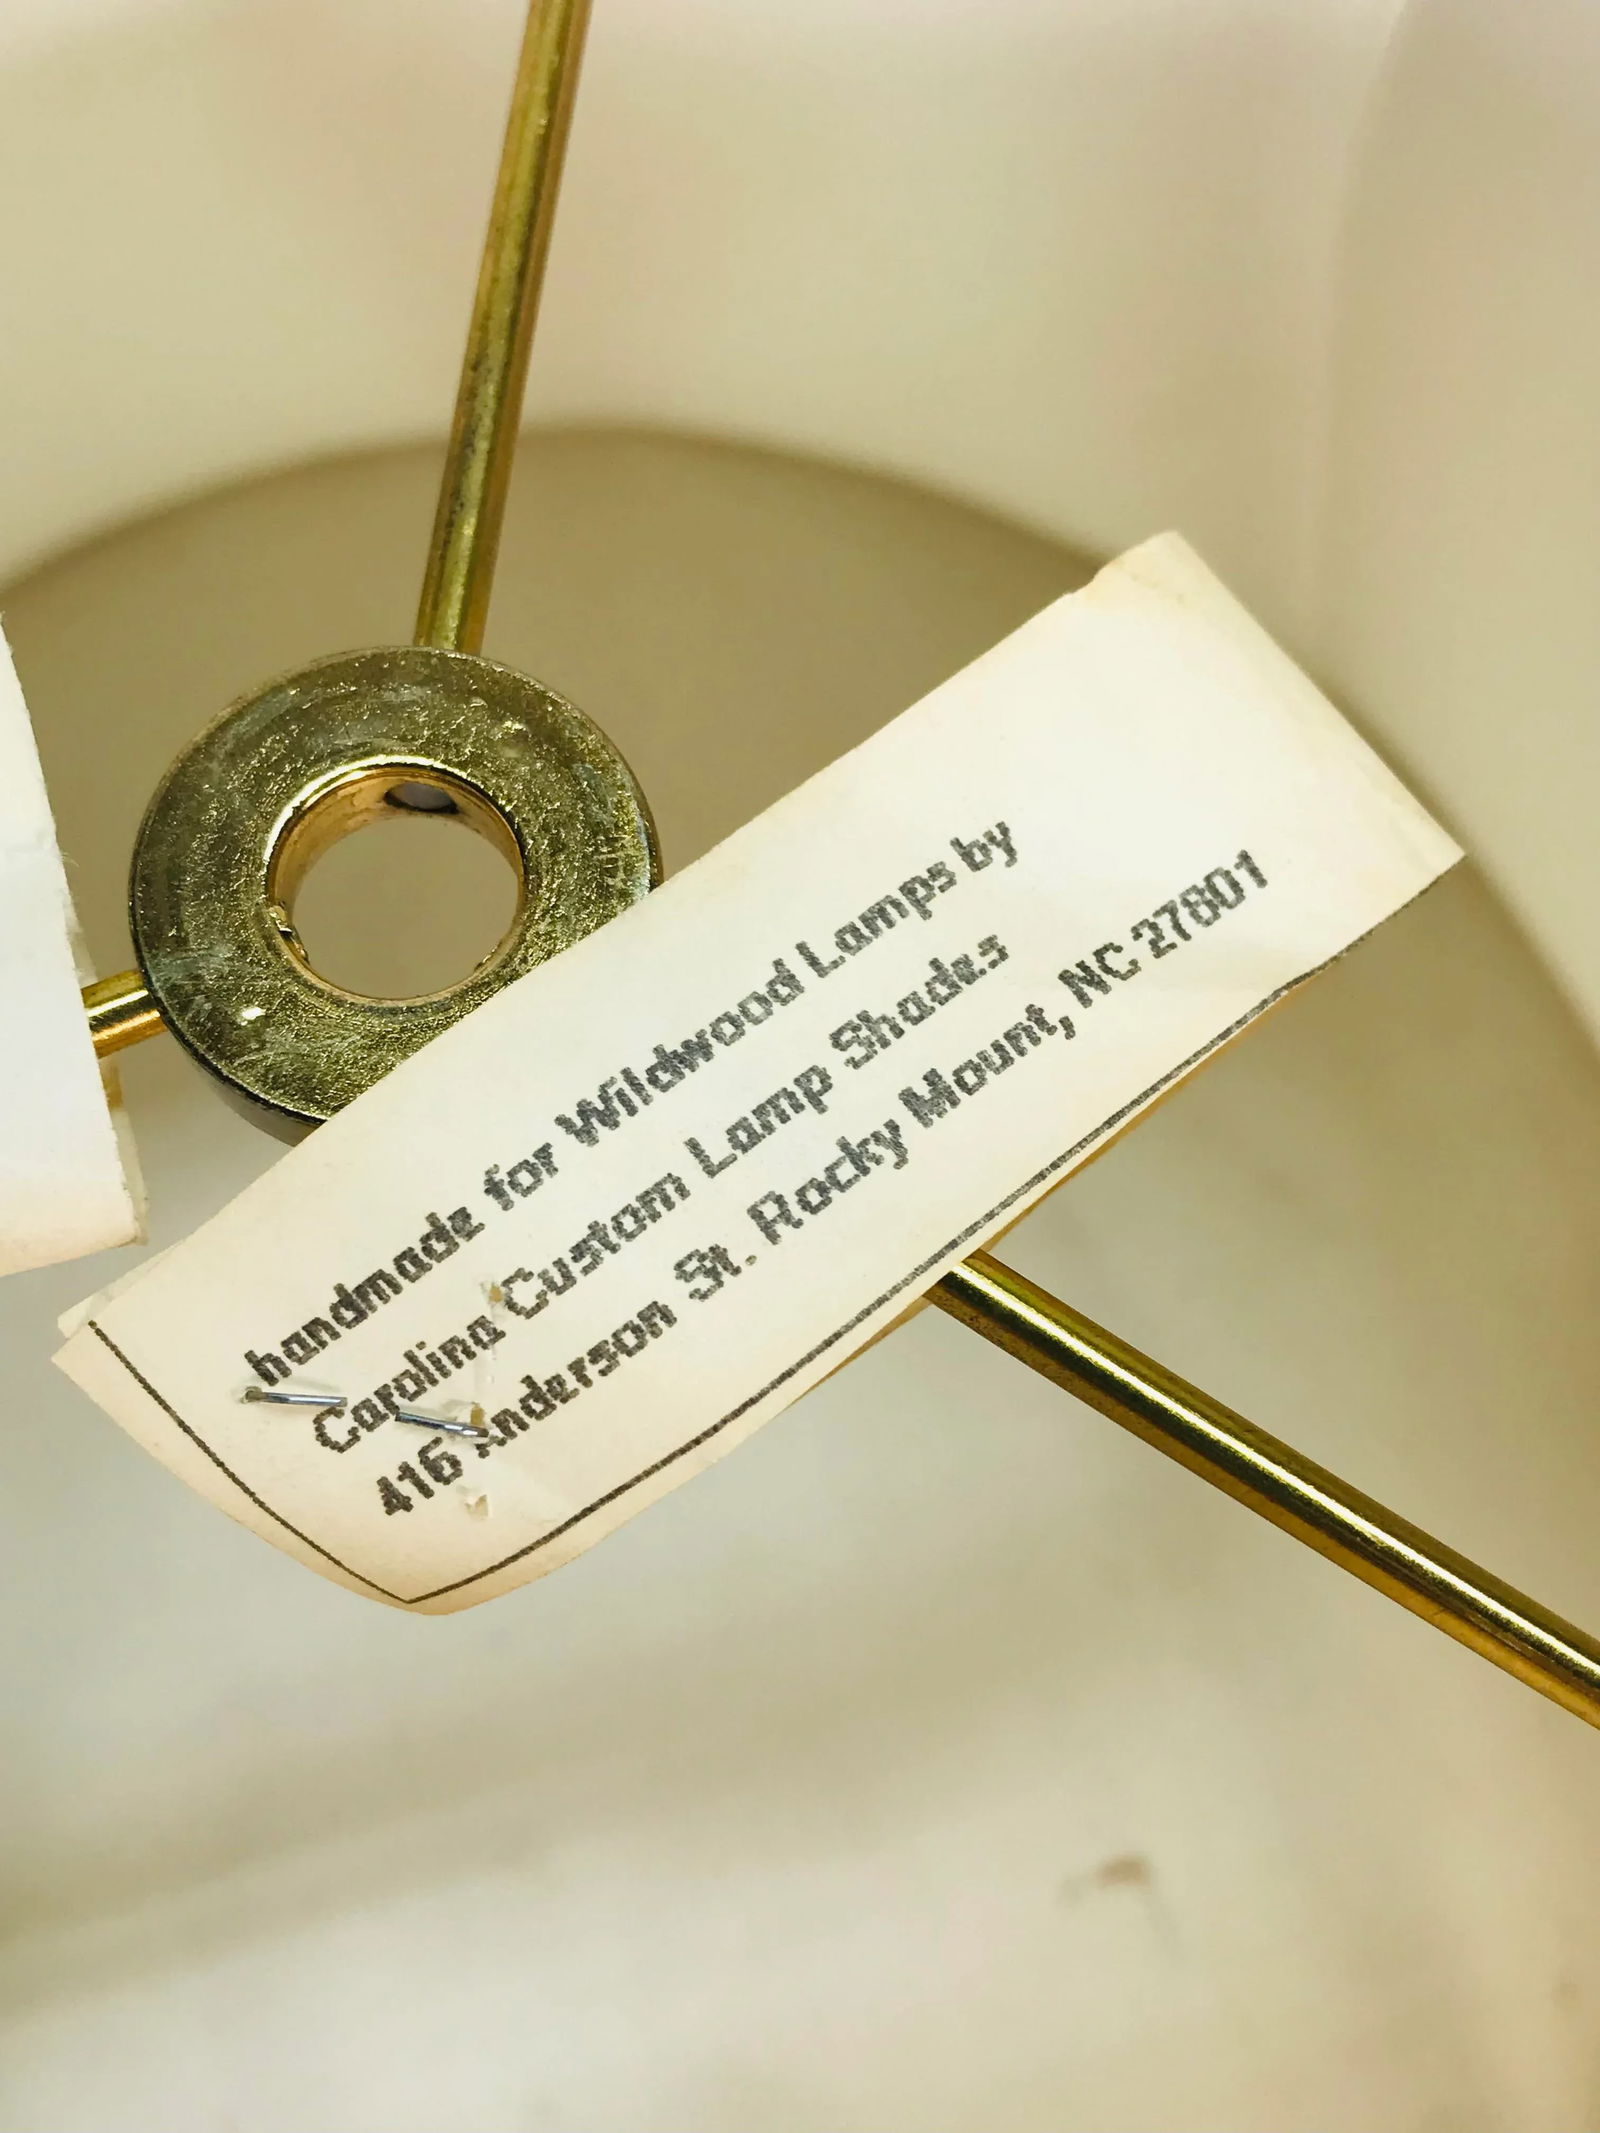 handmade for Wildwood Lamps by
Carolina Custom Lamp Shades
416 Anderson St. Rocky Mount, NC 27801